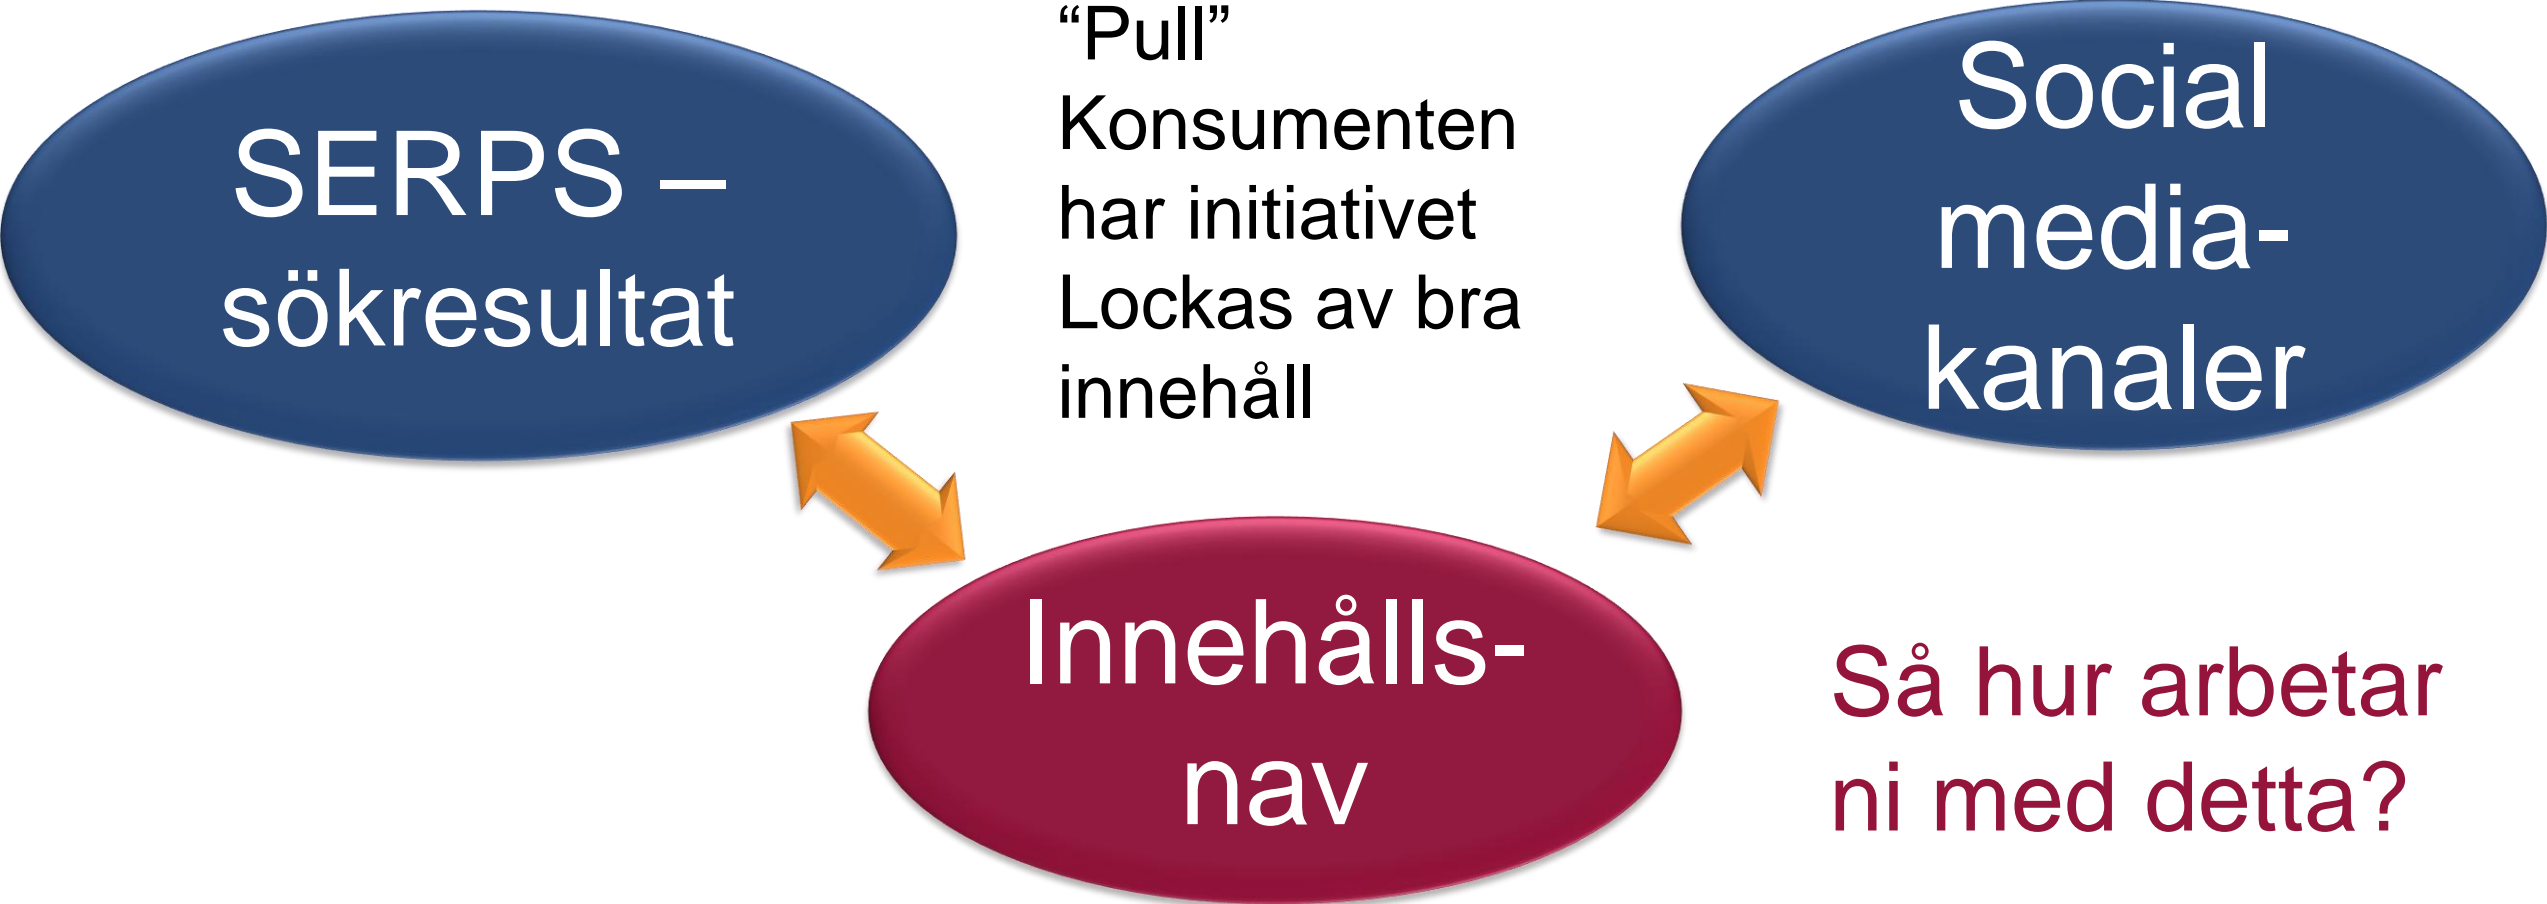 SERPS –
sökresultat
“Pull”
Konsumenten
har initiativet
Lockas av bra
innehåll
Social
media-
kanaler
Innehålls-
nav
Så hur arbetar
ni med detta?